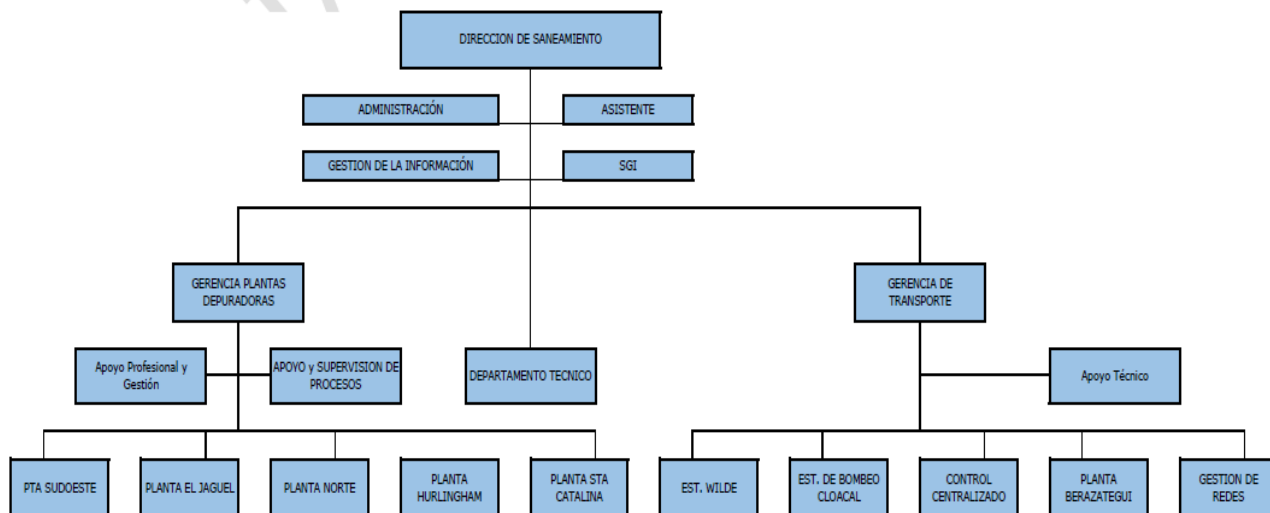 DIRECCION DE SANEAMIENTO
ADMINISTRACIÓN
ASISTENTE
GESTION DE LA INFORMACIÓN
SGI
GERENCIA PLANTAS
DEPURADORAS
GERENCIA DE
TRANSPORTE
Apoyo Profesional y
Gestión
APOYO y SUPERVISION DE
PROCESOS
DEPARTAMENTO TECNICO
Apoyo Técnico
PTA SUDOESTE
PLANTA EL JAGUEL
PLANTA NORTE
PLANTA
HURLINGHAM
PLANTA STA
CATALINA
EST. WILDE
EST. DE BOMBEO
CLOACAL
CONTROL
CENTRALIZADO
PLANTA
BERAZATEGUI
GESTION DE
REDES